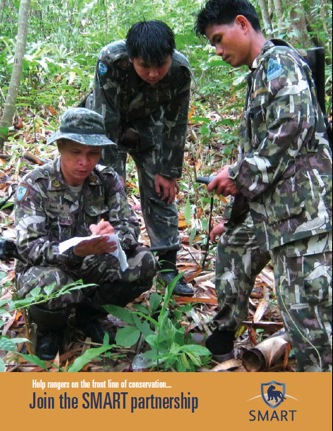 Help rangers on the front line of conservation...
Join the SMART partnership
SMART